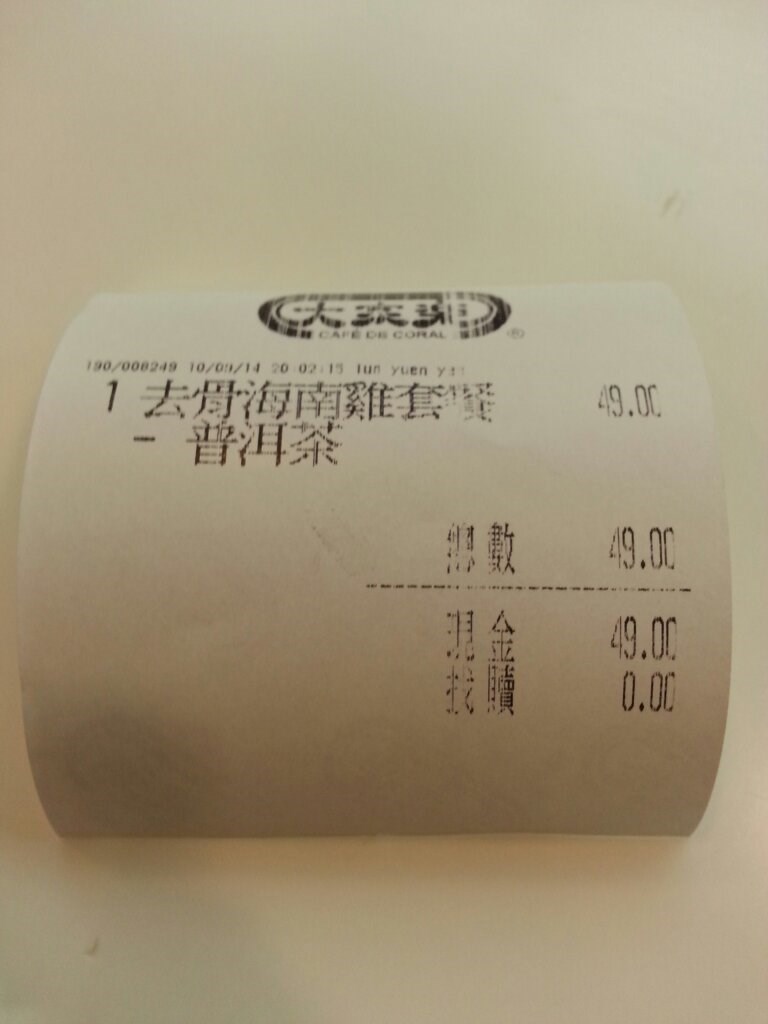 大家樂
CAFÉ DE CORAL ®
190/008249 10/09/14 20:02:15 lun yuen
1 去骨海南雞套餐 49.00
- 普洱茶
總數 49.00
現金 49.00
找贖 0.00